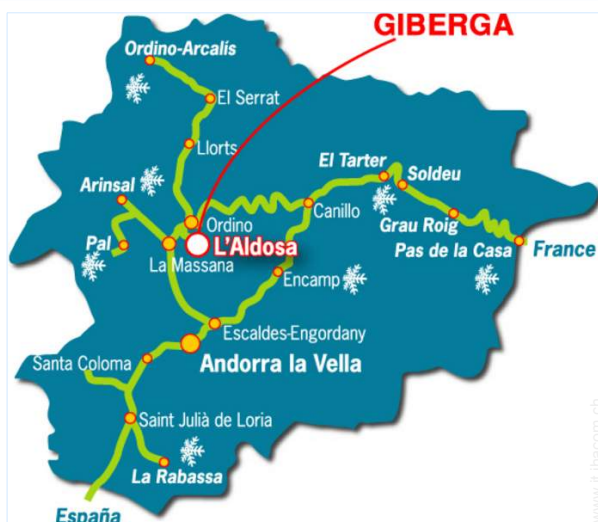 GIBERGA
Ordino-Arcalís
El Serrat
Llorts
El Tarter
Soldeu
Arinsal
Canillo
Ordino
Grau Roig
Pal
L'Aldosa
Pas de la Casa
France
La Massana
Encamp
Escaldes-Engordany
Santa Coloma
Andorra la Vella
Saint Julià de Loria
La Rabassa
España